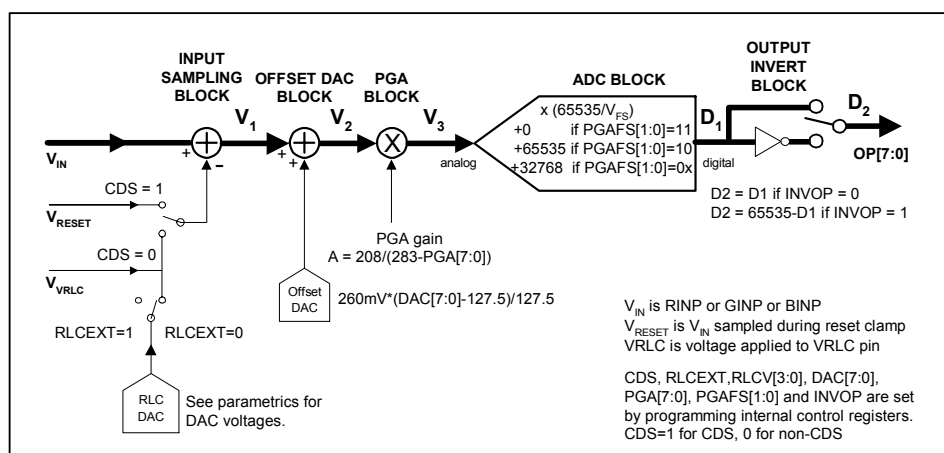 INPUT
SAMPLING
BLOCK
OFFSET DAC
BLOCK
PGA
BLOCK
ADC BLOCK
OUTPUT
INVERT
BLOCK
V1
V2
V3
x (65535/VFS)
+0 if PGAFS[1:0]=11
+65535 if PGAFS[1:0]=10
+32768 if PGAFS[1:0]=0x
analog
D1
digital
D2
OP[7:0]
VIN
+
–
+
+
X
CDS = 1
VRESET
CDS = 0
VVRLC
RLCEXT=1
RLCEXT=0
RLC
DAC
See parametrics for
DAC voltages.
PGA gain
A = 208/(283-PGA[7:0])
Offset
DAC
260mV*(DAC[7:0]-127.5)/127.5
D2 = D1 if INVOP = 0
D2 = 65535-D1 if INVOP = 1
VIN is RINP or GINP or BINP
VRESET is VIN sampled during reset clamp
VRLC is voltage applied to VRLC pin
CDS, RLCEXT,RLCV[3:0], DAC[7:0],
PGA[7:0], PGAFS[1:0] and INVOP are set
by programming internal control registers.
CDS=1 for CDS, 0 for non-CDS